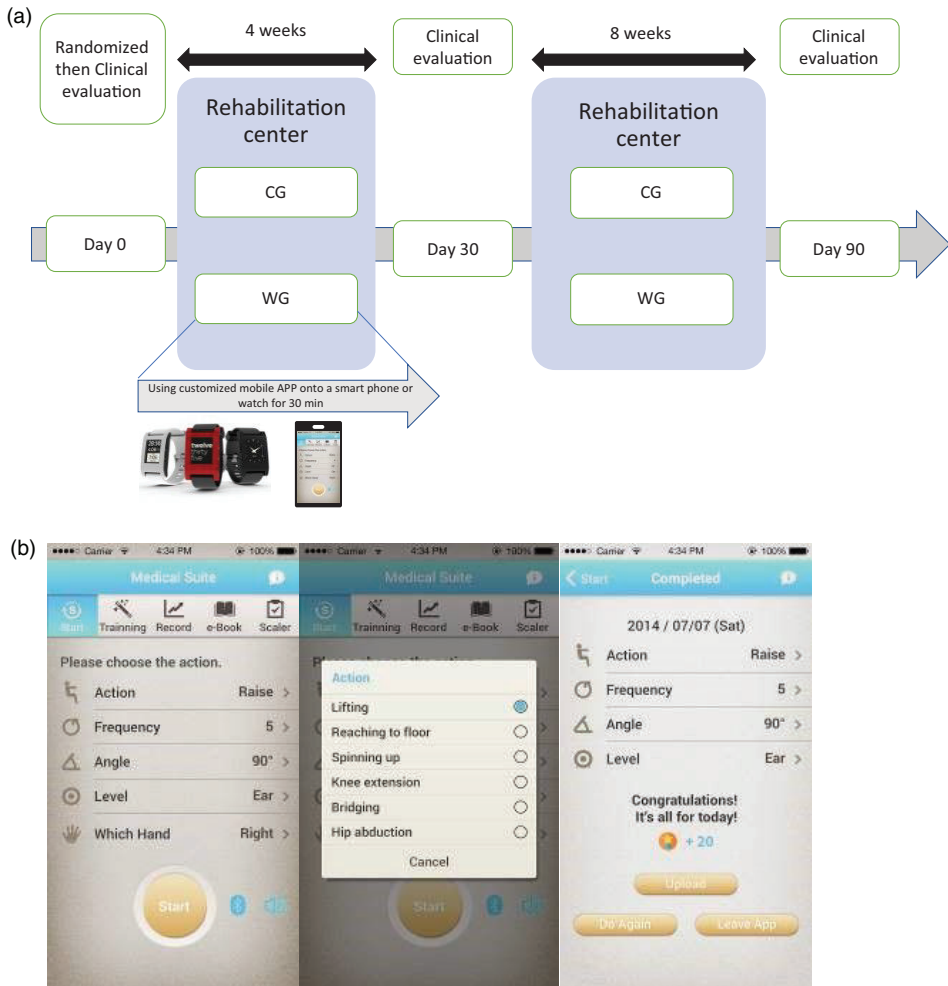 (a)
Randomized
then Clinical
evaluation
4 weeks
Clinical
evaluation
8 weeks
Clinical
evaluation
Rehabilitation
center
Rehabilitation
center
CG
CG
Day 0
Day 30
Day 90
WG
WG
Using customized mobile APP onto a smart phone or
watch for 30 min
(b)
Carrier 4:34 PM 100%
Medical Suite
Start Trainning Record e-Book Scaler
Please choose the action.
Action Raise >
Frequency 5 >
Angle 90° >
Level Ear >
Which Hand Right >
Start
Carrier 4:34 PM 100%
Medical Suite
Start Trainning Record e-Book Scaler
Action
Lifting
Reaching to floor
Spinning up
Knee extension
Bridging
Hip abduction
Cancel
Start
Carrier 4:34 PM 100%
< Start Completed
2014 / 07/07 (Sat)
Action Raise >
Frequency 5 >
Angle 90° >
Level Ear >
Congratulations!
It's all for today!
+ 20
Upload
Do Again Leave App